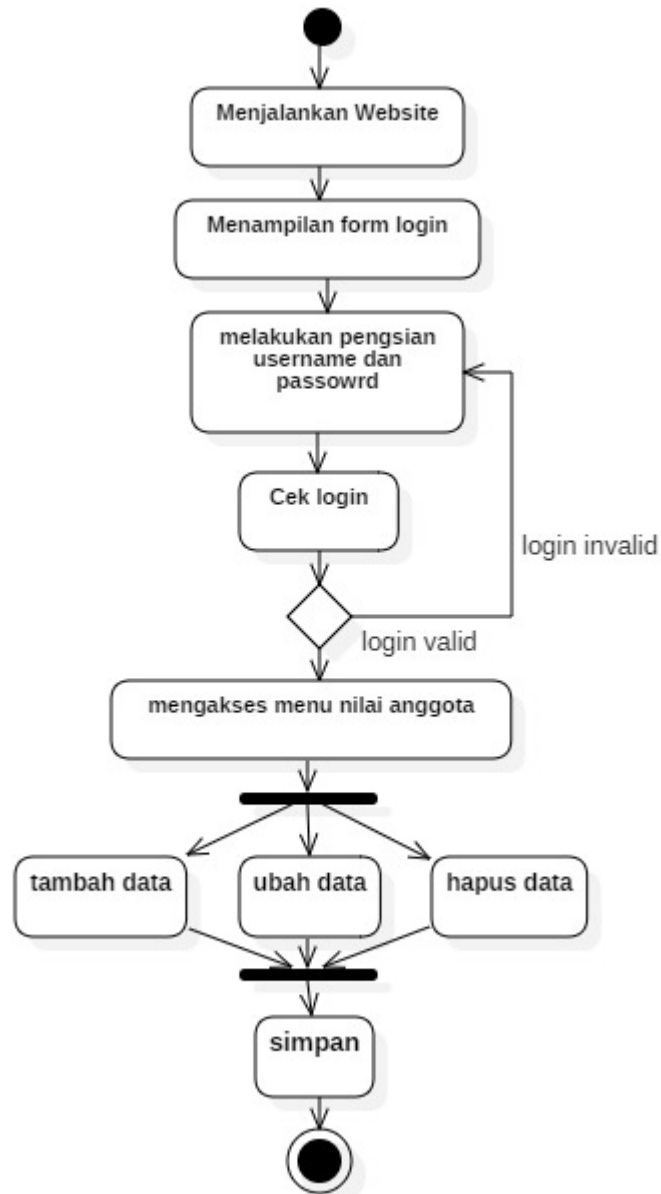 Menjalankan Website
Menampilan form login
melakukan pengsian
username dan
passowrd
Cek login
login invalid
login valid
mengakses menu nilai anggota
tambah data
ubah data
hapus data
simpan